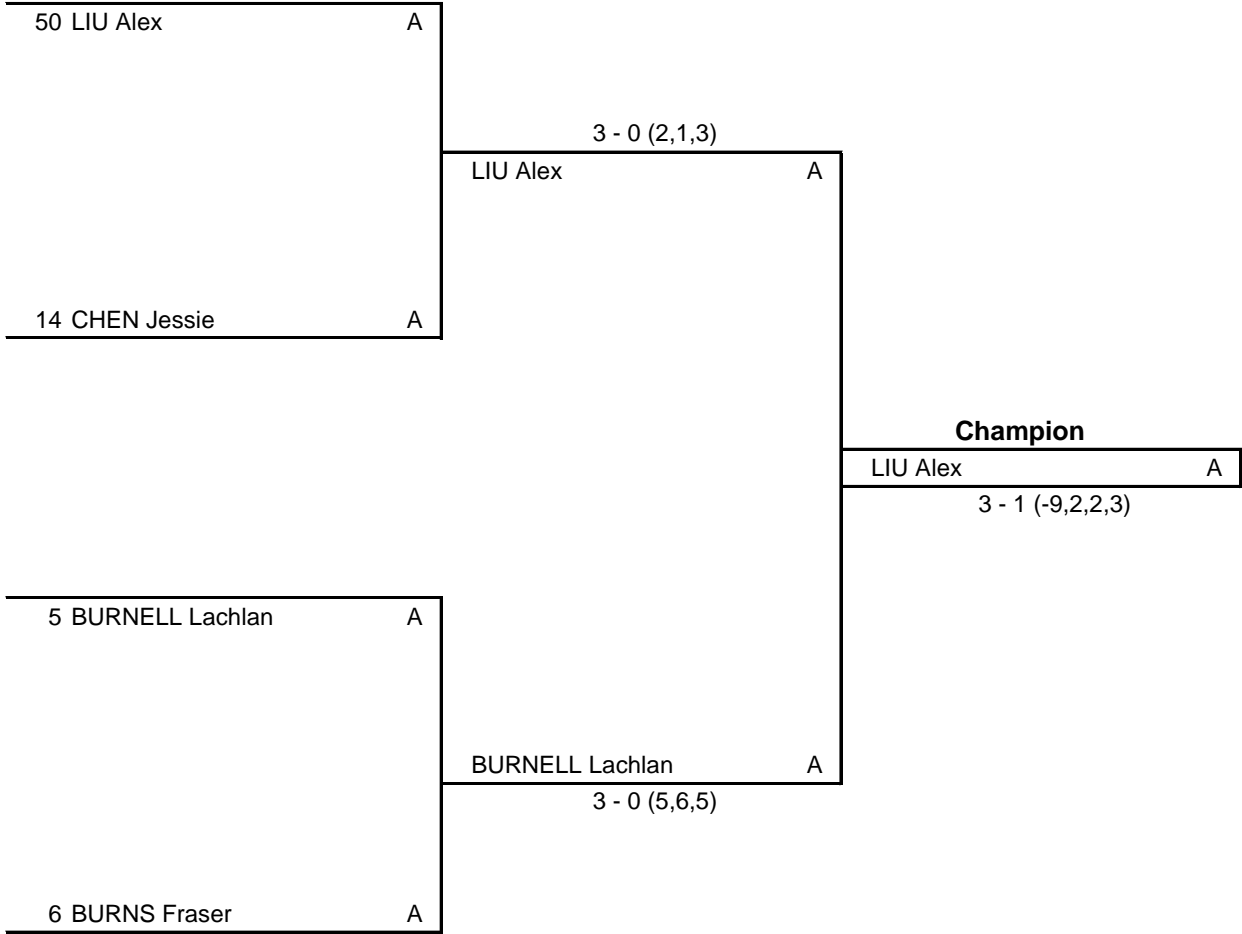 50 LIU Alex A
3 - 0 (2,1,3)
LIU Alex A
14 CHEN Jessie A
Champion
LIU Alex A
3 - 1 (-9,2,2,3)
5 BURNELL Lachlan A
BURNELL Lachlan A
3 - 0 (5,6,5)
6 BURNS Fraser A